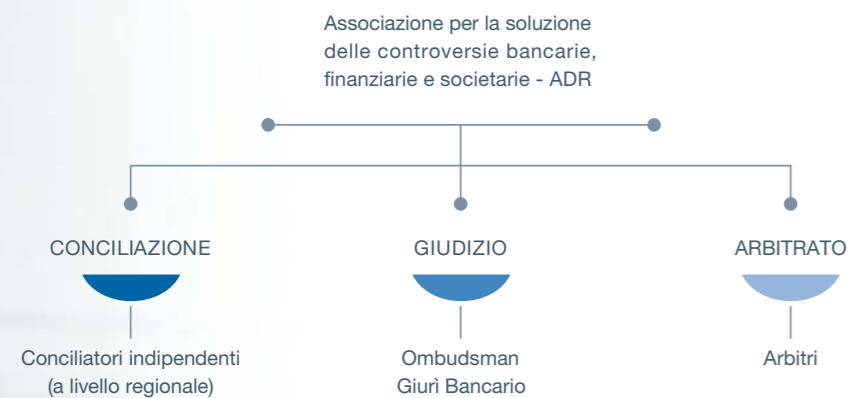 Associazione per la soluzione
delle controversie bancarie,
finanziarie e societarie - ADR
CONCILIAZIONE
GIUDIZIO
ARBITRATO
Conciliatori indipendenti
(a livello regionale)
Ombudsman
Giurì Bancario
Arbitri